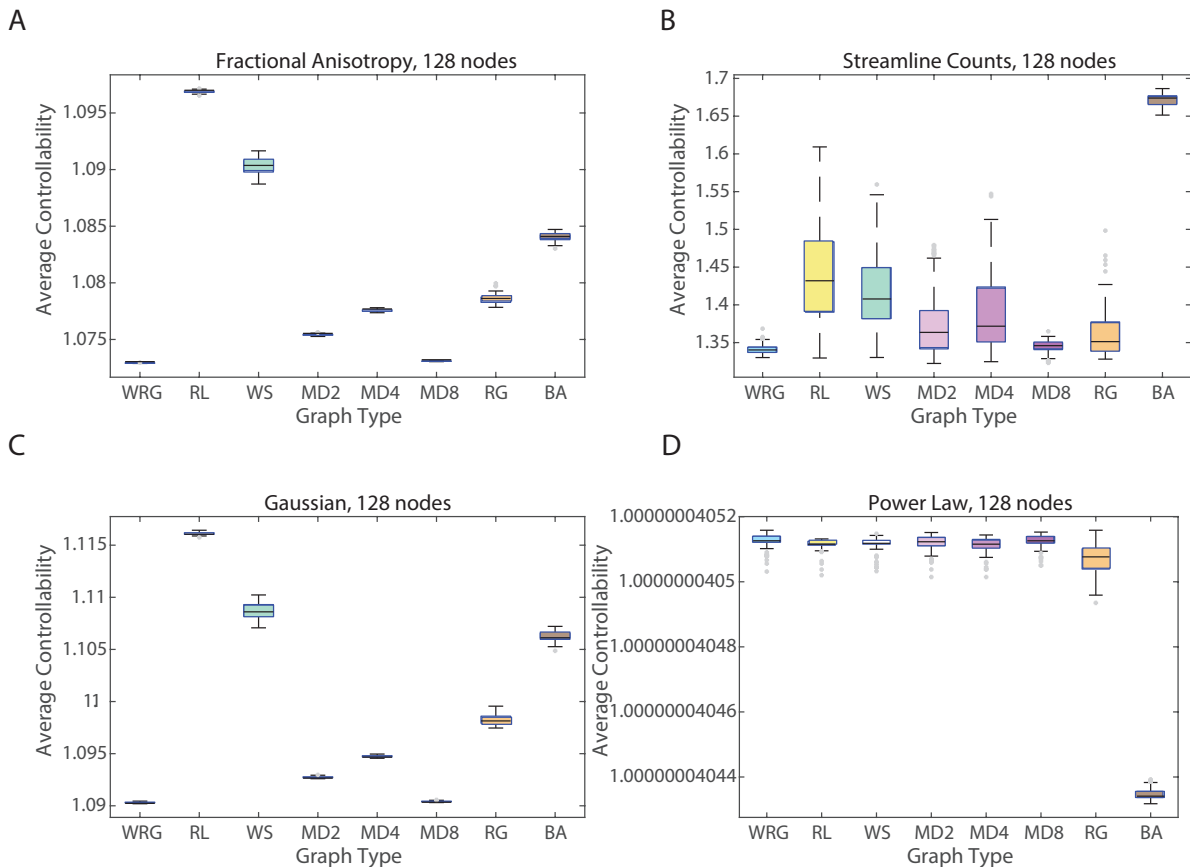 A
Fractional Anisotropy, 128 nodes
Average Controllability
1.095
1.09
1.085
1.08
1.075
WRG RL WS MD2 MD4 MD8 RG BA
Graph Type
B
Streamline Counts, 128 nodes
Average Controllability
1.7
1.65
1.6
1.55
1.5
1.45
1.4
1.35
WRG RL WS MD2 MD4 MD8 RG BA
Graph Type
C
Gaussian, 128 nodes
Average Controllability
1.115
1.11
1.105
11
1.095
1.09
WRG RL WS MD2 MD4 MD8 RG BA
Graph Type
D
Power Law, 128 nodes
Average Controllability
1.00000004052
1.0000000405
1.00000004048
1.00000004046
1.00000004044
WRG RL WS MD2 MD4 MD8 RG BA
Graph Type